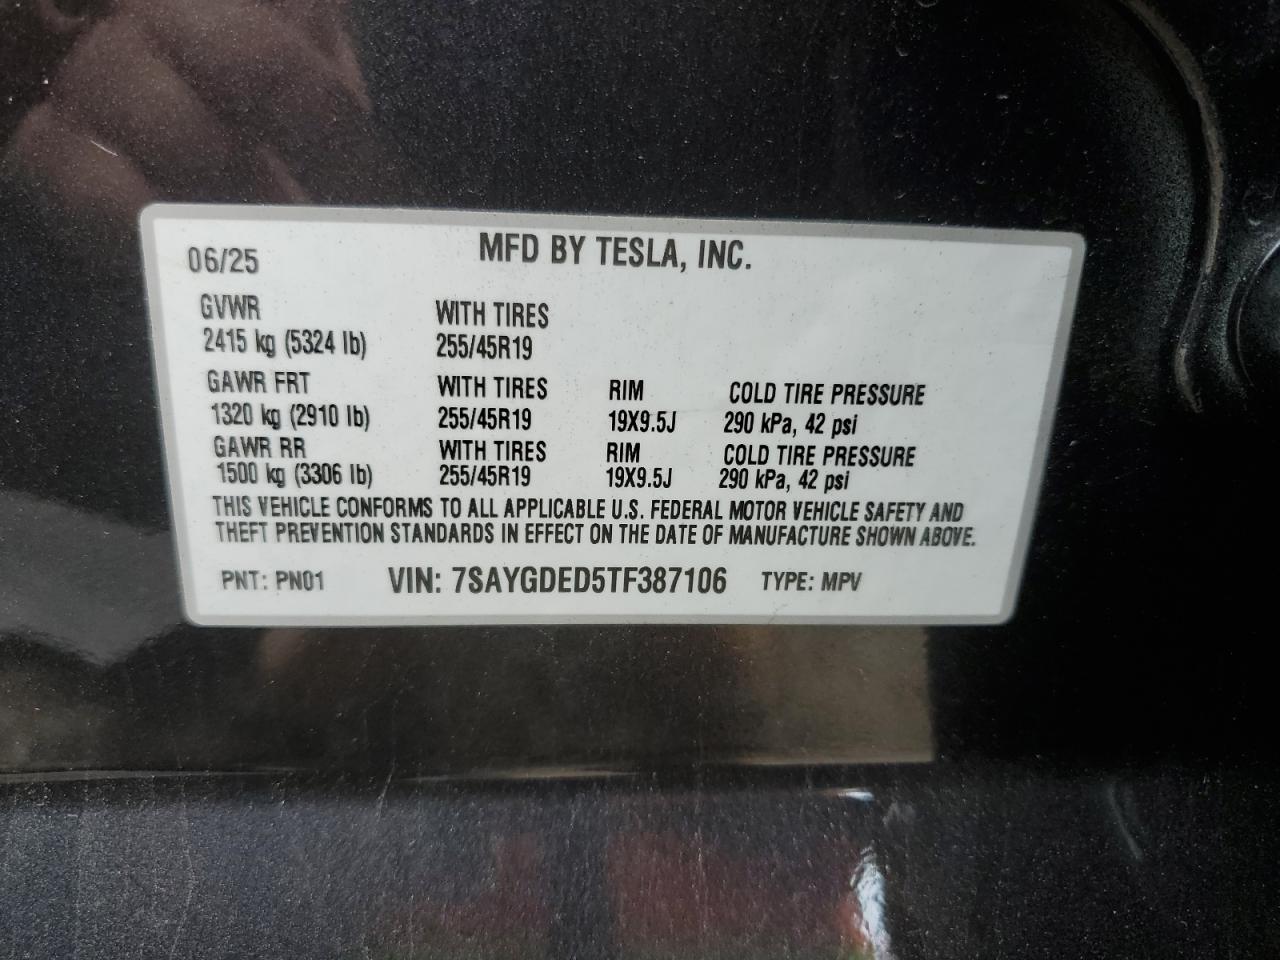 06/25 MFD BY TESLA, INC.
GVWR WITH TIRES
2415 kg (5324 lb) 255/45R19
GAWR FRT WITH TIRES RIM COLD TIRE PRESSURE
1320 kg (2910 lb) 255/45R19 19X9.5J 290 kPa, 42 psi
GAWR RR WITH TIRES RIM COLD TIRE PRESSURE
1500 kg (3306 lb) 255/45R19 19X9.5J 290 kPa, 42 psi
THIS VEHICLE CONFORMS TO ALL APPLICABLE U.S. FEDERAL MOTOR VEHICLE SAFETY AND
THEFT PREVENTION STANDARDS IN EFFECT ON THE DATE OF MANUFACTURE SHOWN ABOVE.
PNT: PN01 VIN: 7SAYGDED5TF387106 TYPE: MPV